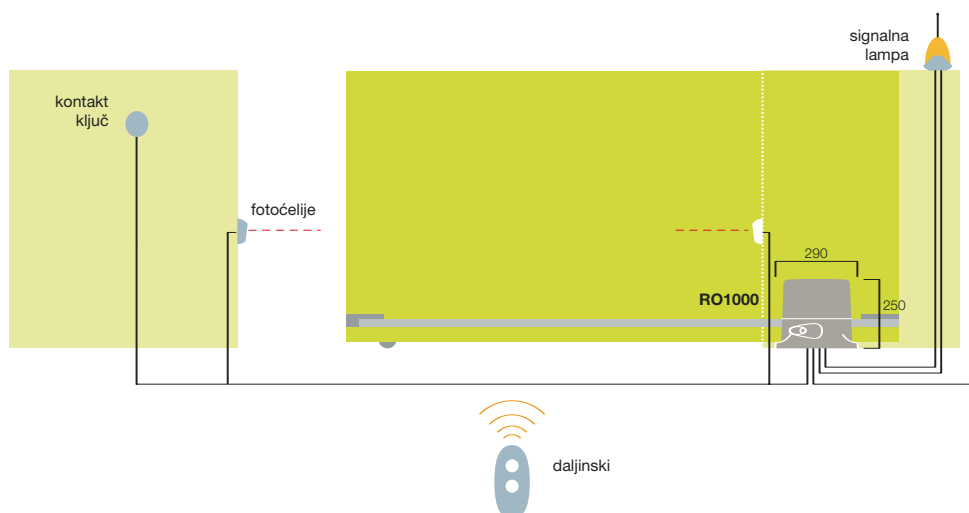 signalna
lampa
kontakt
ključ
fotoćelije
290
RO1000
250
daljinski